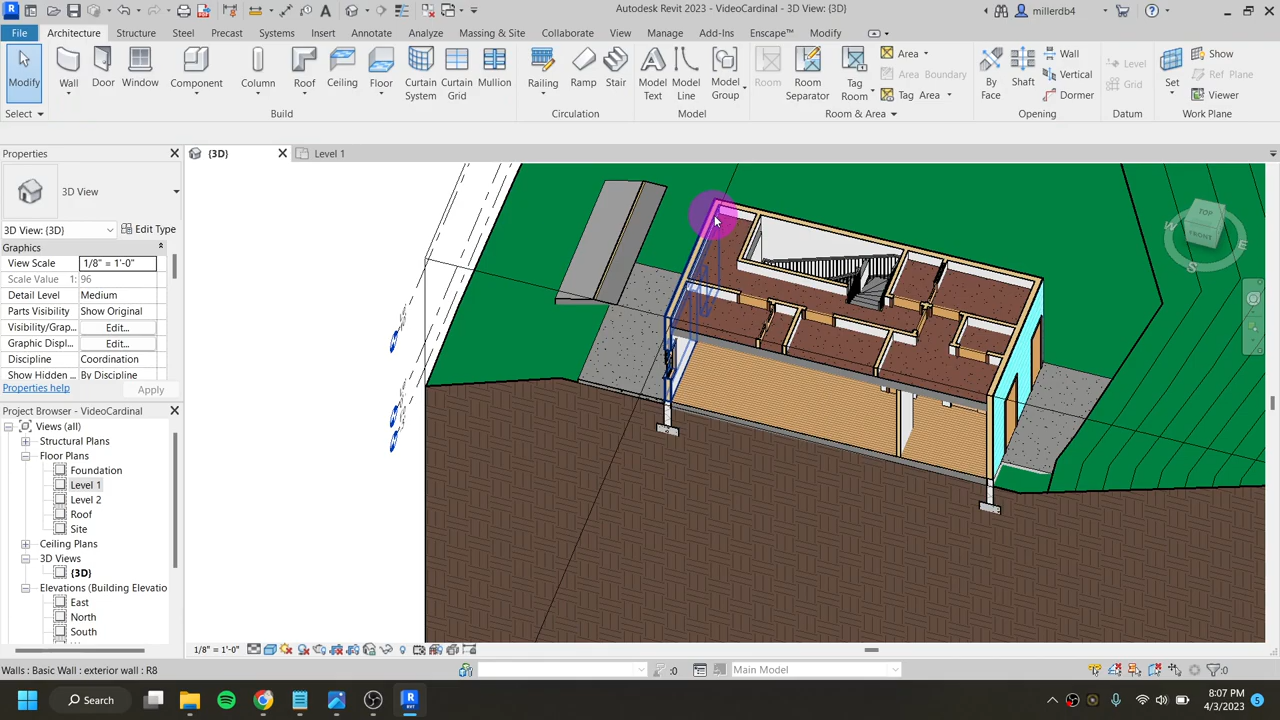 Autodesk Revit 2023 - VideoCardinal - 3D View: {3D}
millerdb4
File Architecture Structure Steel Precast Systems Insert Annotate Analyze Massing & Site Collaborate View Manage Add-Ins Enscape™ Modify
Modify Wall Door Window Component Column Roof Ceiling Floor Curtain System Curtain Grid Mullion Railing Ramp Stair Model Text Model Line Model Group Room Room Separator Tag Room Area Area Boundary Tag Area By Face Shaft Wall Vertical Dormer Level Grid Set Show Ref Plane Viewer
Select Build Circulation Model Room & Area Opening Datum Work Plane
Properties
{3D}
Level 1
3D View
3D View: {3D}
Edit Type
Graphics
View Scale 1/8" = 1'-0"
Scale Value 1: 96
Detail Level Medium
Parts Visibility Show Original
Visibility/Grap... Edit...
Graphic Displ... Edit...
Discipline Coordination
Show Hidden By Discipline
Properties help
Apply
TOP
FRONT
E
S
Project Browser - VideoCardinal
Views (all)
Structural Plans
Floor Plans
Foundation
Level 1
Level 2
Roof
Site
Ceiling Plans
3D Views
{3D}
Elevations (Building Elevatio
East
North
South
1/8" = 1'-0"
Walls : Basic Wall : exterior wall : R8
:0
Main Model
:0
Search
8:07 PM
4/3/2023
5